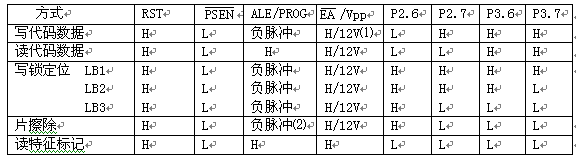 方式 RST PSEN ALE/PROG EA /Vpp P2.6 P2.7 P3.6 P3.7
写代码数据 H L 负脉冲 H/12V(1) L H H H
读代码数据 H L H H/12V L L H H
写锁定位 LB1 H L 负脉冲 H/12V H H H H
LB2 H L 负脉冲 H/12V H H L L
LB3 H L 负脉冲 H/12V H L H L
片擦除 H L 负脉冲(2) H/12V H L L L
读特征标记 H L H H L L L L